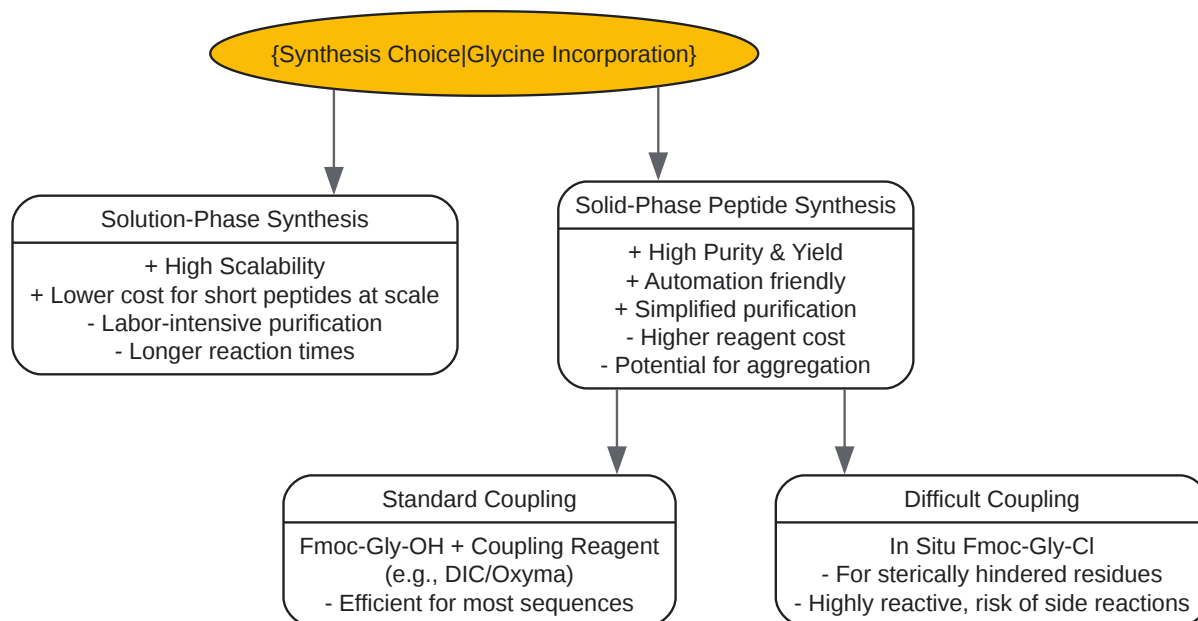 {Synthesis Choice|Glycine Incorporation}
Solution-Phase Synthesis
+ High Scalability
+ Lower cost for short peptides at scale
- Labor-intensive purification
- Longer reaction times
Solid-Phase Peptide Synthesis
+ High Purity & Yield
+ Automation friendly
+ Simplified purification
- Higher reagent cost
- Potential for aggregation
Standard Coupling
Fmoc-Gly-OH + Coupling Reagent
(e.g., DIC/Oxyma)
- Efficient for most sequences
Difficult Coupling
In Situ Fmoc-Gly-Cl
- For sterically hindered residues
- Highly reactive, risk of side reactions